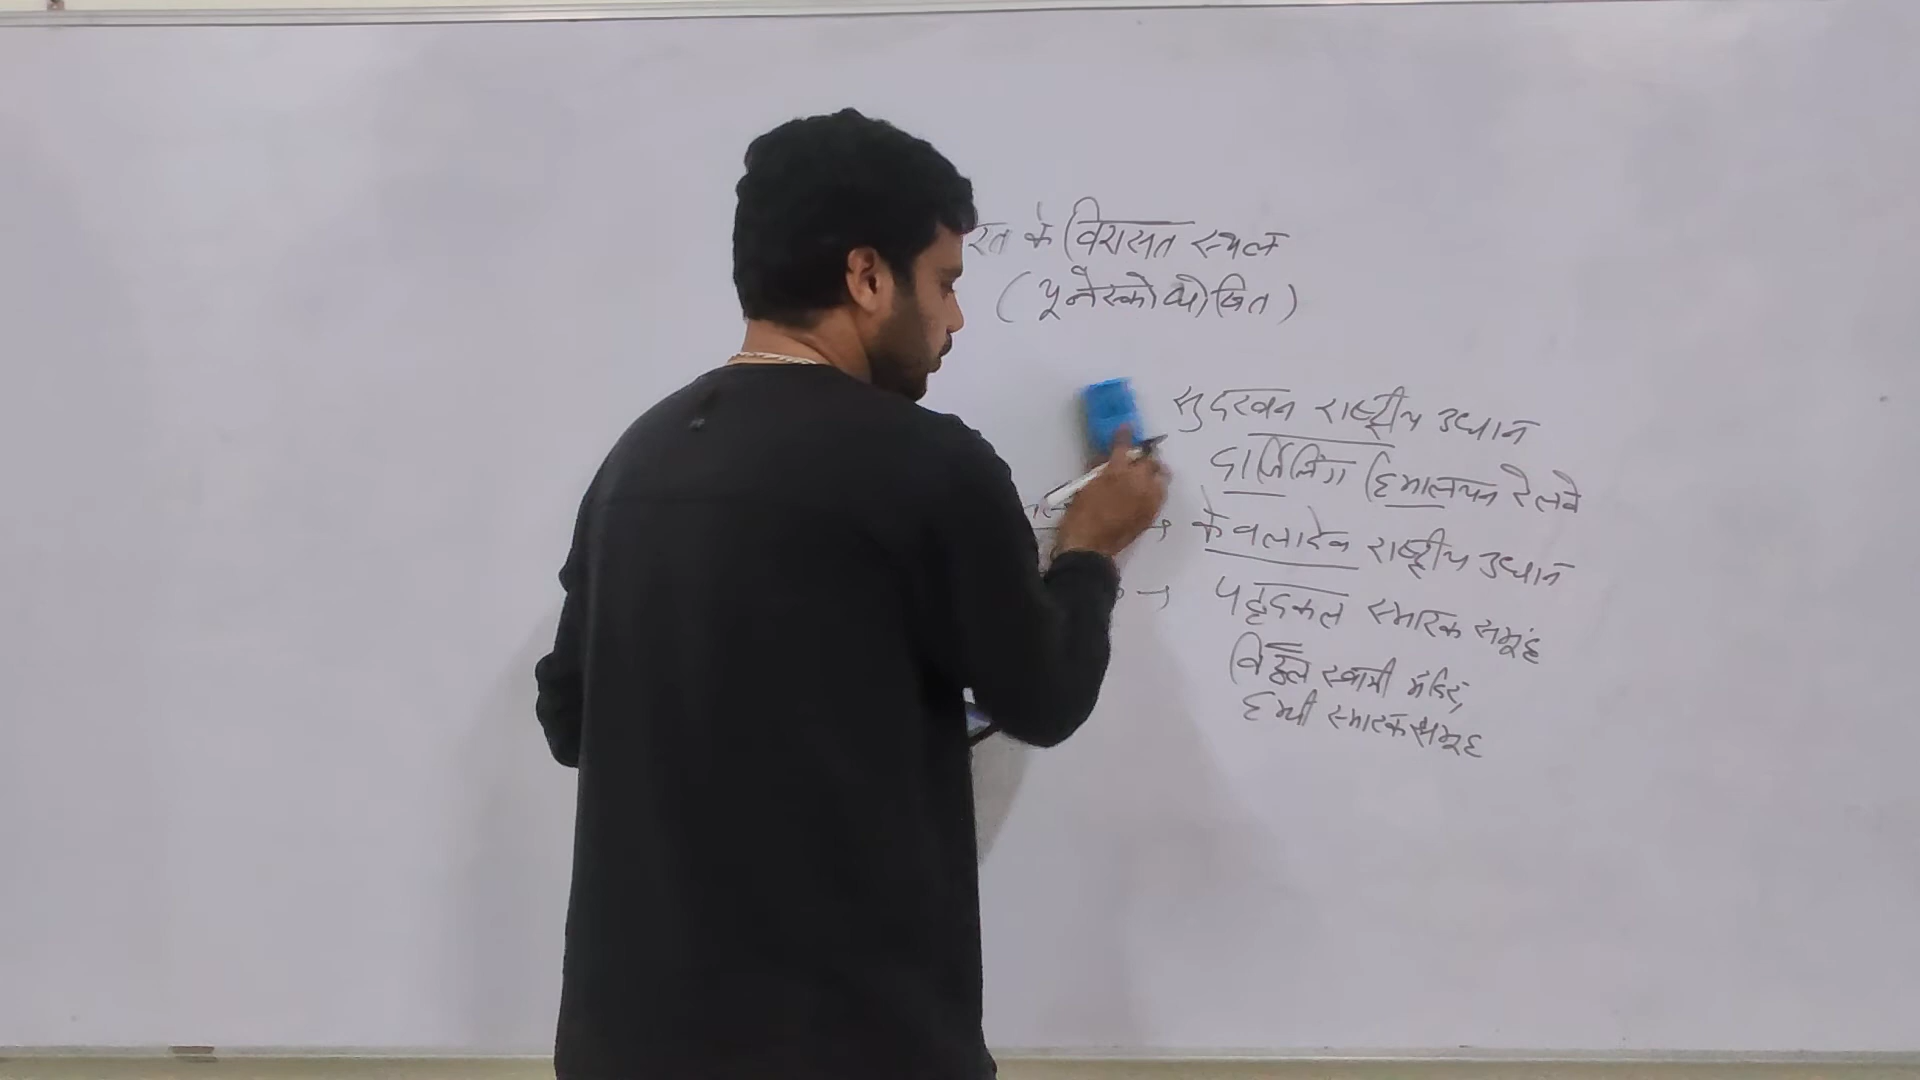 के विरासत स्थल
(यूनेस्को घोषित)
सुदरवन राष्ट्रीय उद्यान
दार्जिलिंग हिमालयन रेलवे
→ केवलादेव राष्ट्रीय उद्यान
→ पट्टदकल स्मारक समूह
विठ्ठल स्वामी मंदिर,
हम्पी स्मारक समूह